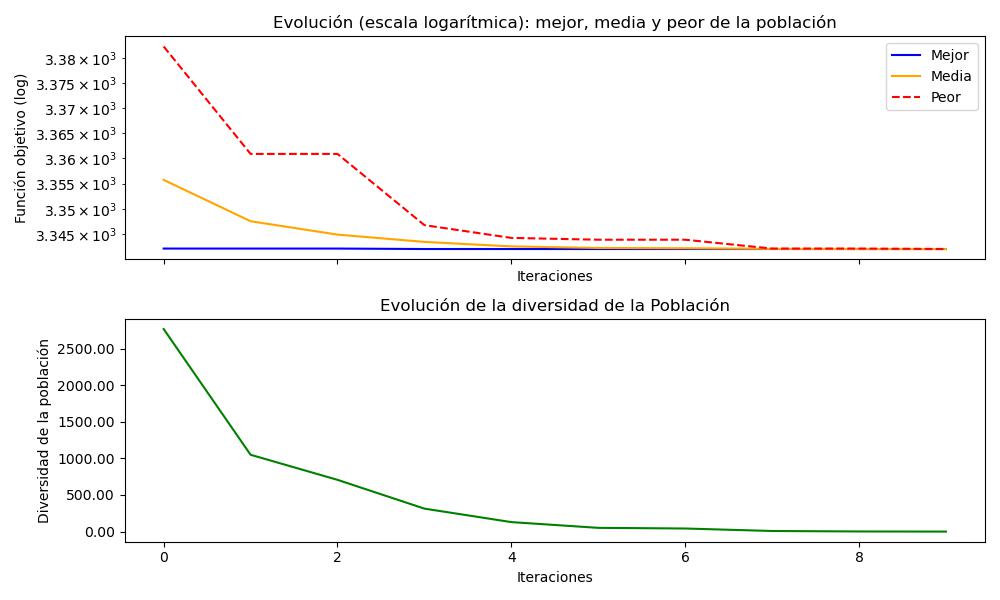 Evolución (escala logarítmica): mejor, media y peor de la población
Función objetivo (log)
3.38 × 10³
3.375 × 10³
3.37 × 10³
3.365 × 10³
3.36 × 10³
3.355 × 10³
3.35 × 10³
3.345 × 10³
Mejor
Media
Peor
Iteraciones
Evolución de la diversidad de la Población
Diversidad de la población
2500.00
2000.00
1500.00
1000.00
500.00
0.00
0 2 4 6 8
Iteraciones